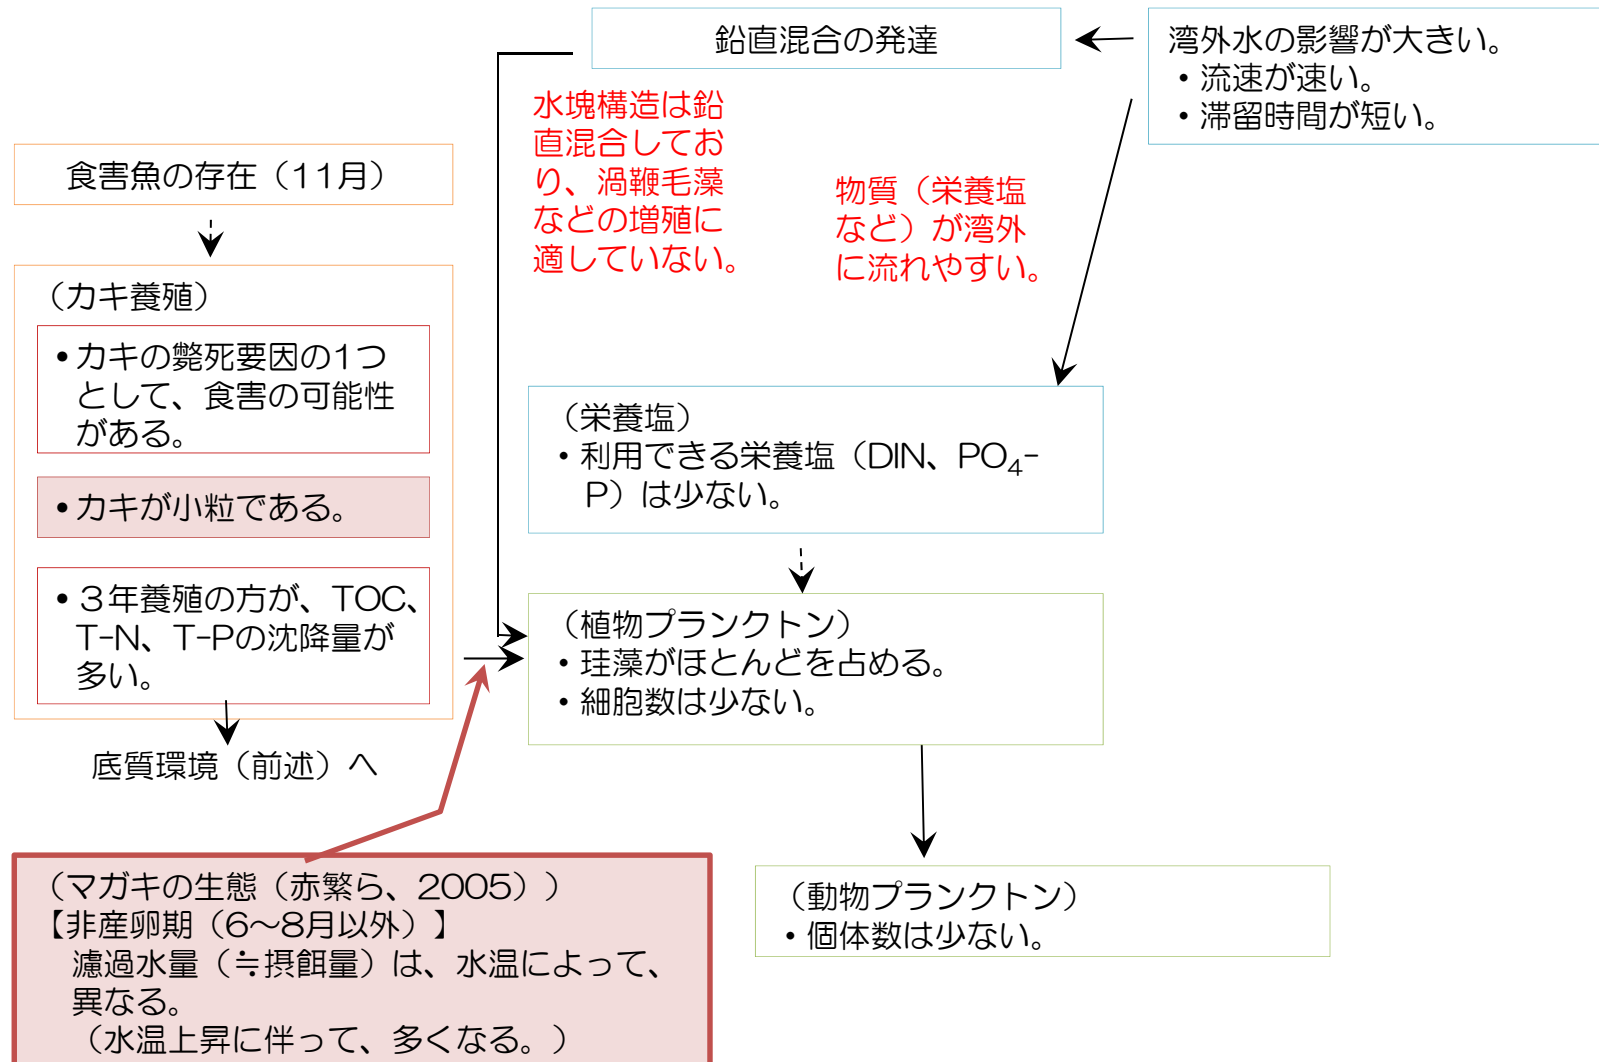 鉛直混合の発達
湾外水の影響が大きい。
・流速が速い。
・滞留時間が短い。
水塊構造は鉛
直混合してお
り、渦鞭毛藻
などの増殖に
適していない。
物質（栄養塩
など）が湾外
に流れやすい。
食害魚の存在（11月）
（カキ養殖）
•カキの斃死要因の1つ
として、食害の可能性
がある。
•カキが小粒である。
•３年養殖の方が、TOC、
T-N、T-Pの沈降量が
多い。
底質環境（前述）へ
（栄養塩）
・利用できる栄養塩（DIN、PO₄-
P）は少ない。
（植物プランクトン）
・珪藻がほとんどを占める。
・細胞数は少ない。
（動物プランクトン）
・個体数は少ない。
（マガキの生態（赤繁ら、2005））
【非産卵期（6～8月以外）】
濾過水量（≒摂餌量）は、水温によって、
異なる。
（水温上昇に伴って、多くなる。）